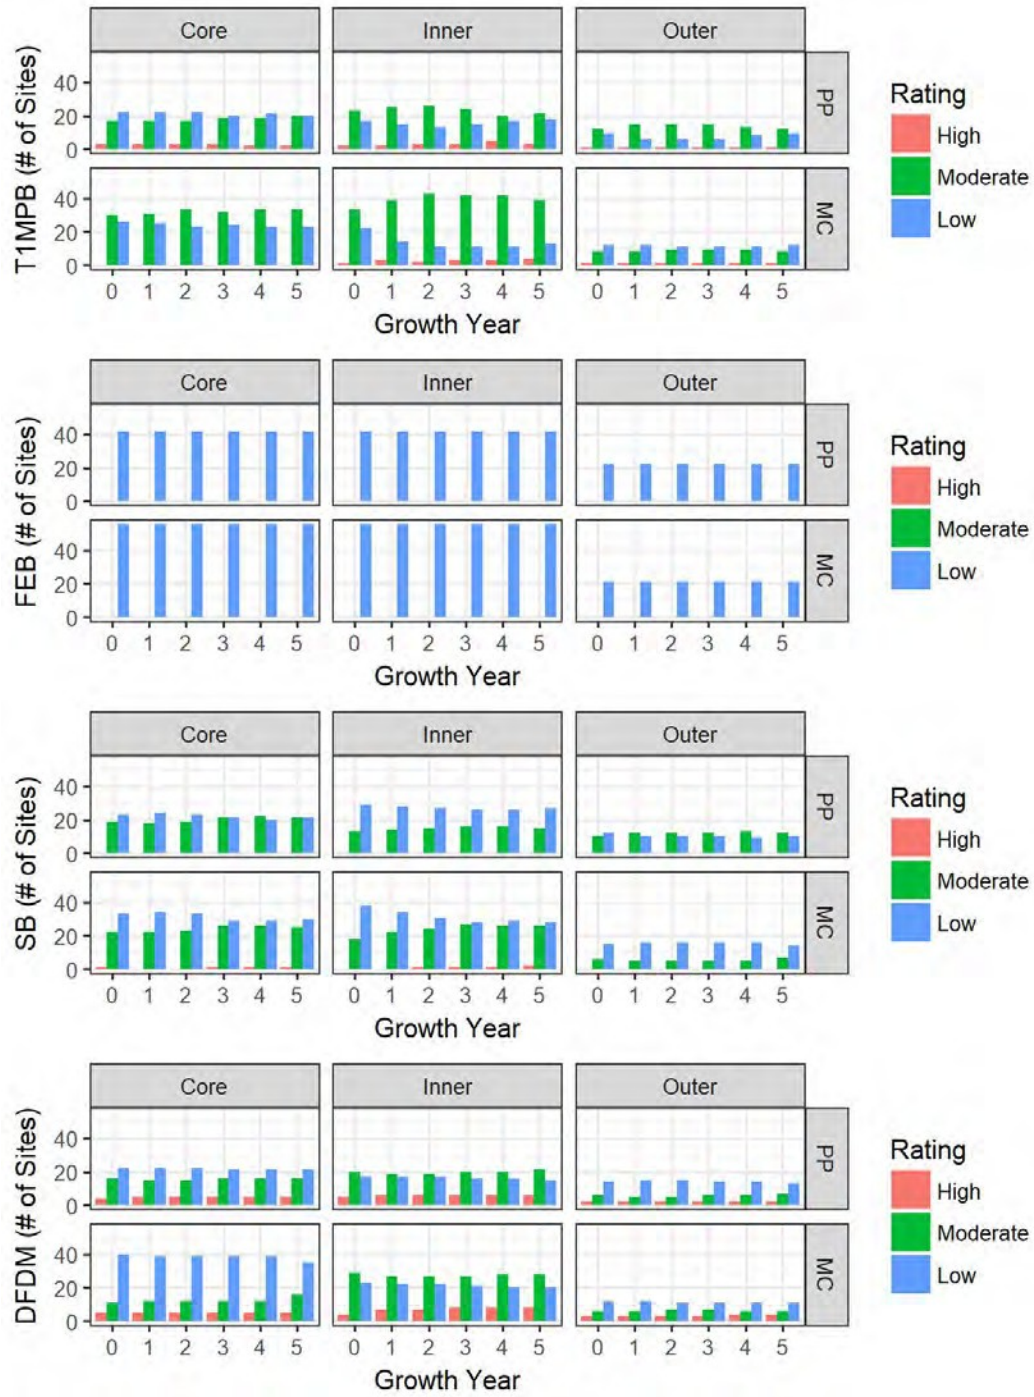 Core Inner Outer
T1MPB (# of Sites)
40
20
0
PP
40
20
0
MC
0 1 2 3 4 5 0 1 2 3 4 5 0 1 2 3 4 5
Growth Year
Rating
High
Moderate
Low
Core Inner Outer
FEB (# of Sites)
40
20
0
PP
40
20
0
MC
0 1 2 3 4 5 0 1 2 3 4 5 0 1 2 3 4 5
Growth Year
Rating
High
Moderate
Low
Core Inner Outer
SB (# of Sites)
40
20
0
PP
40
20
0
MC
0 1 2 3 4 5 0 1 2 3 4 5 0 1 2 3 4 5
Growth Year
Rating
High
Moderate
Low
Core Inner Outer
DFDM (# of Sites)
40
20
0
PP
40
20
0
MC
0 1 2 3 4 5 0 1 2 3 4 5 0 1 2 3 4 5
Growth Year
Rating
High
Moderate
Low